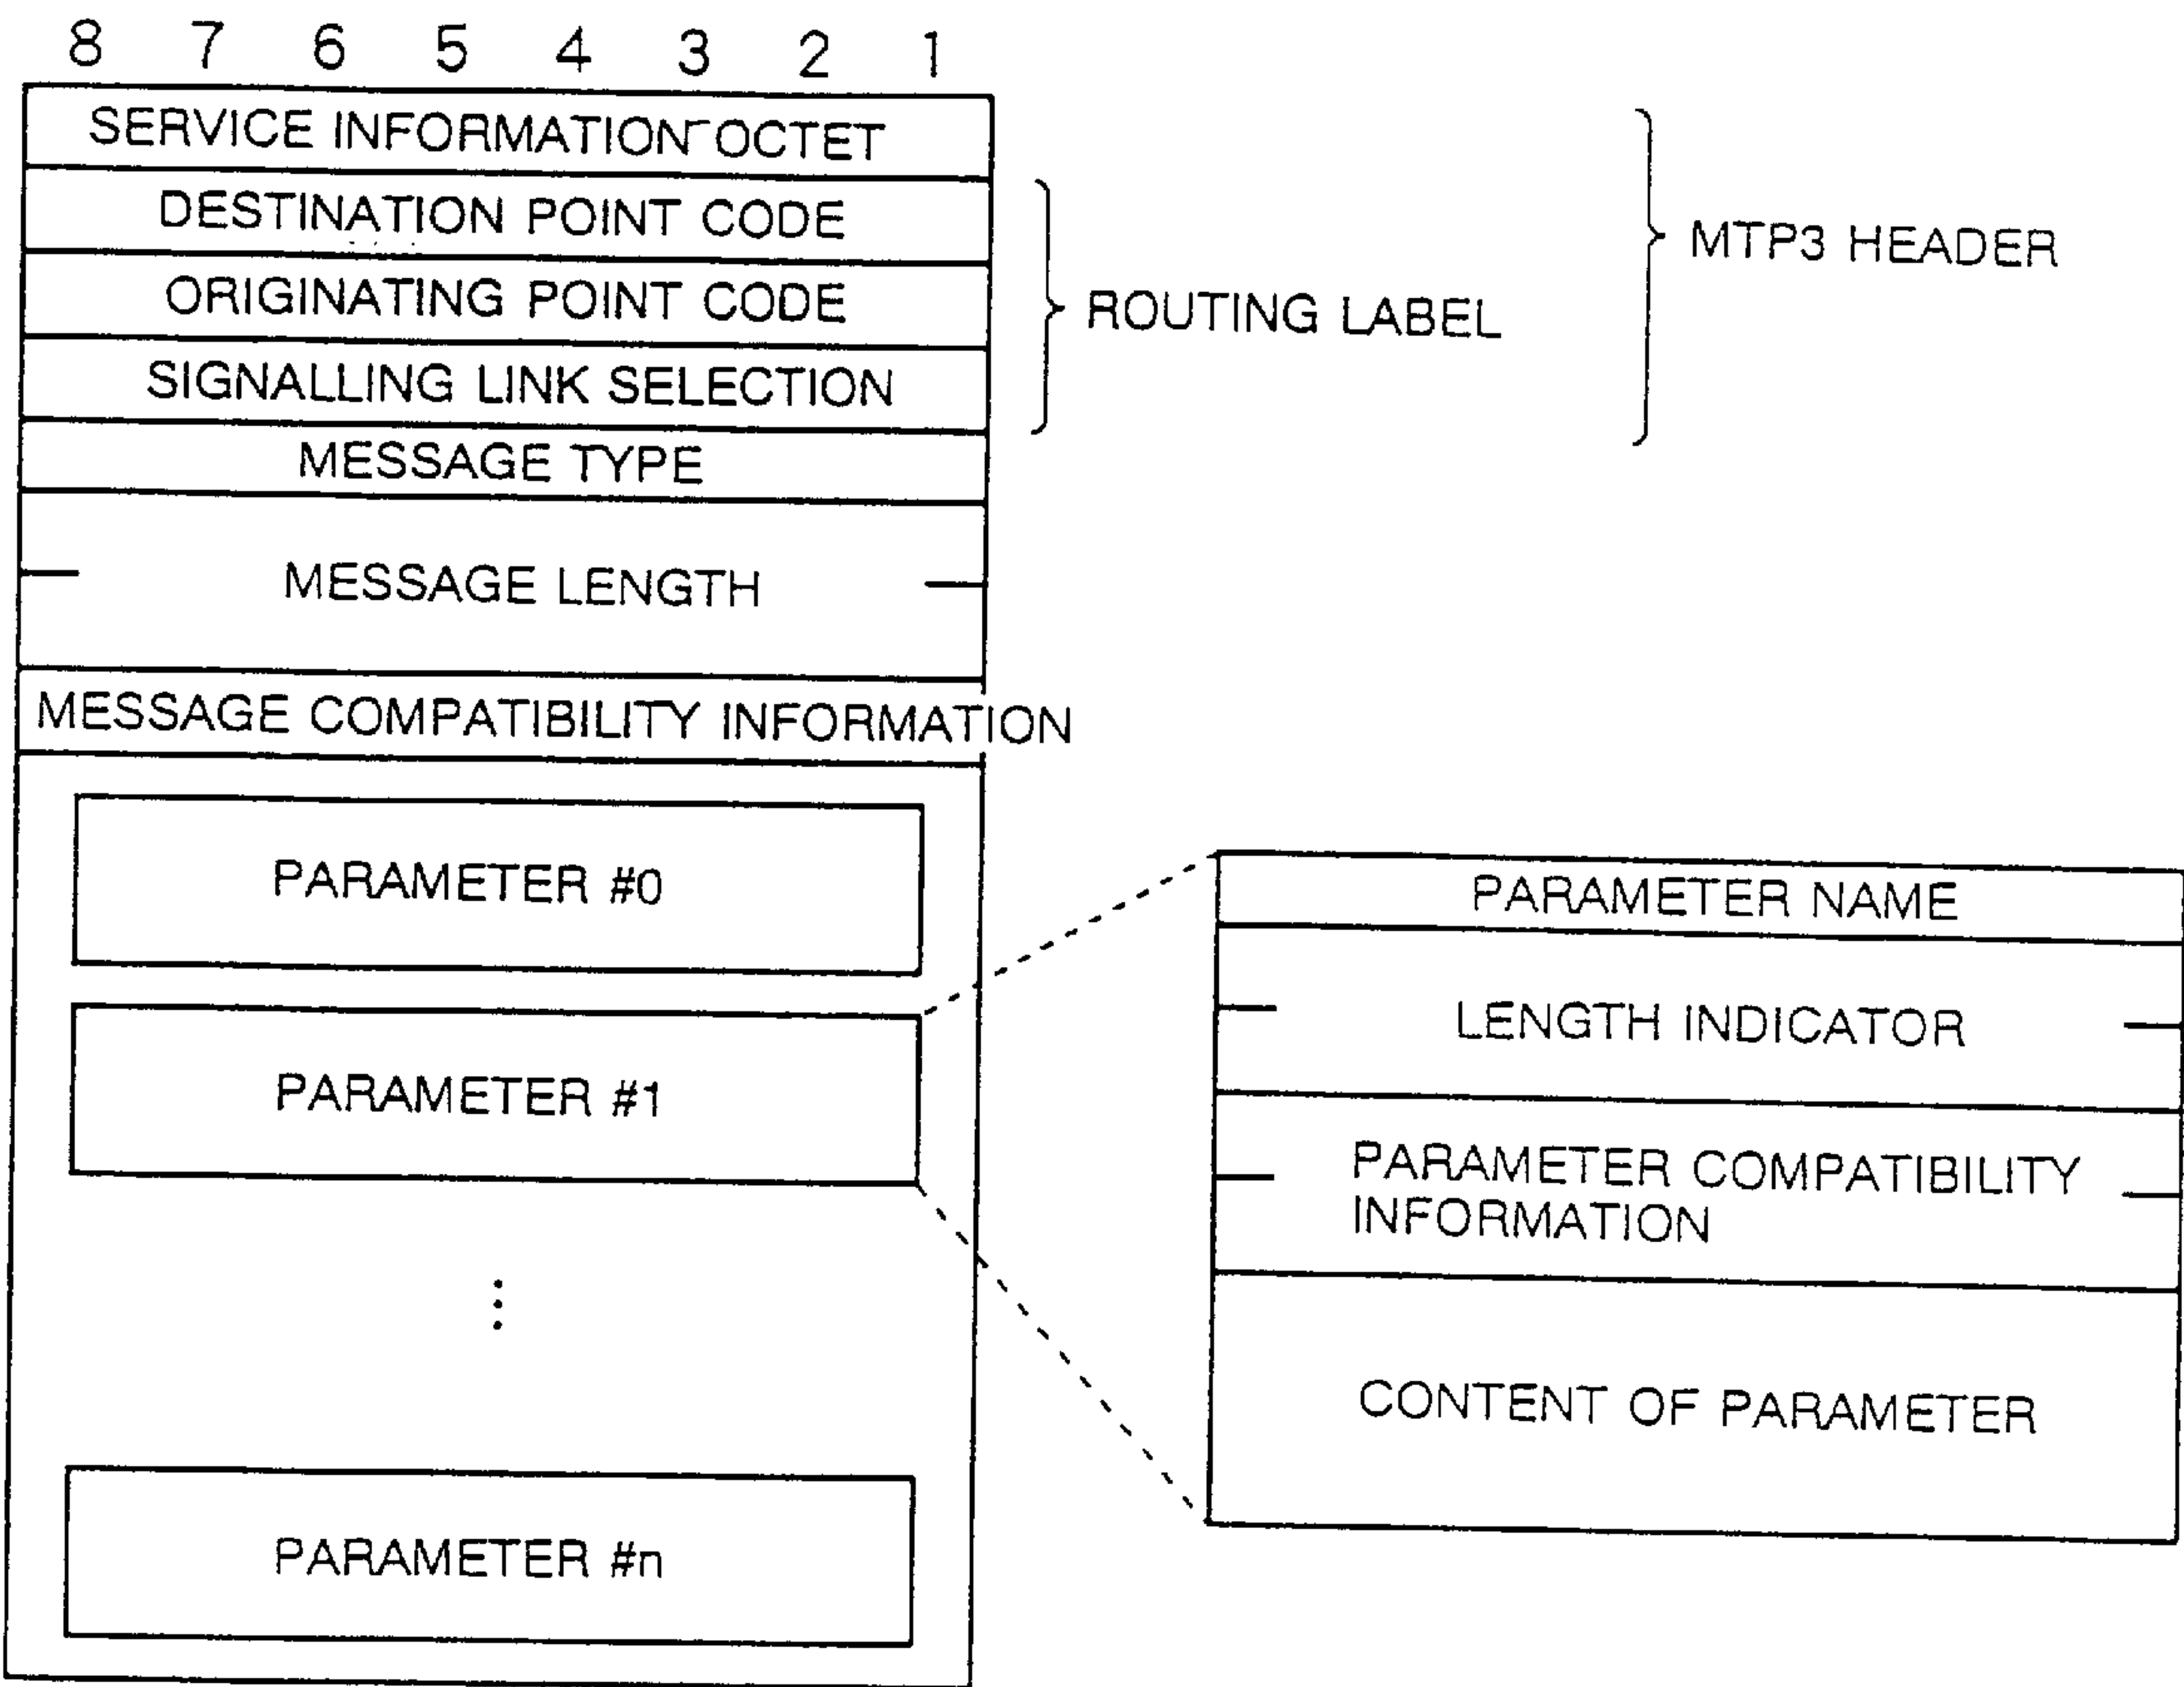 8 7 6 5 4 3 2 1
SERVICE INFORMATION OCTET
DESTINATION POINT CODE
ORIGINATING POINT CODE
SIGNALLING LINK SELECTION
ROUTING LABEL
MTP3 HEADER
MESSAGE TYPE
MESSAGE LENGTH
MESSAGE COMPATIBILITY INFORMATION
PARAMETER #0
PARAMETER #1
PARAMETER #n
PARAMETER NAME
LENGTH INDICATOR
PARAMETER COMPATIBILITY
INFORMATION
CONTENT OF PARAMETER